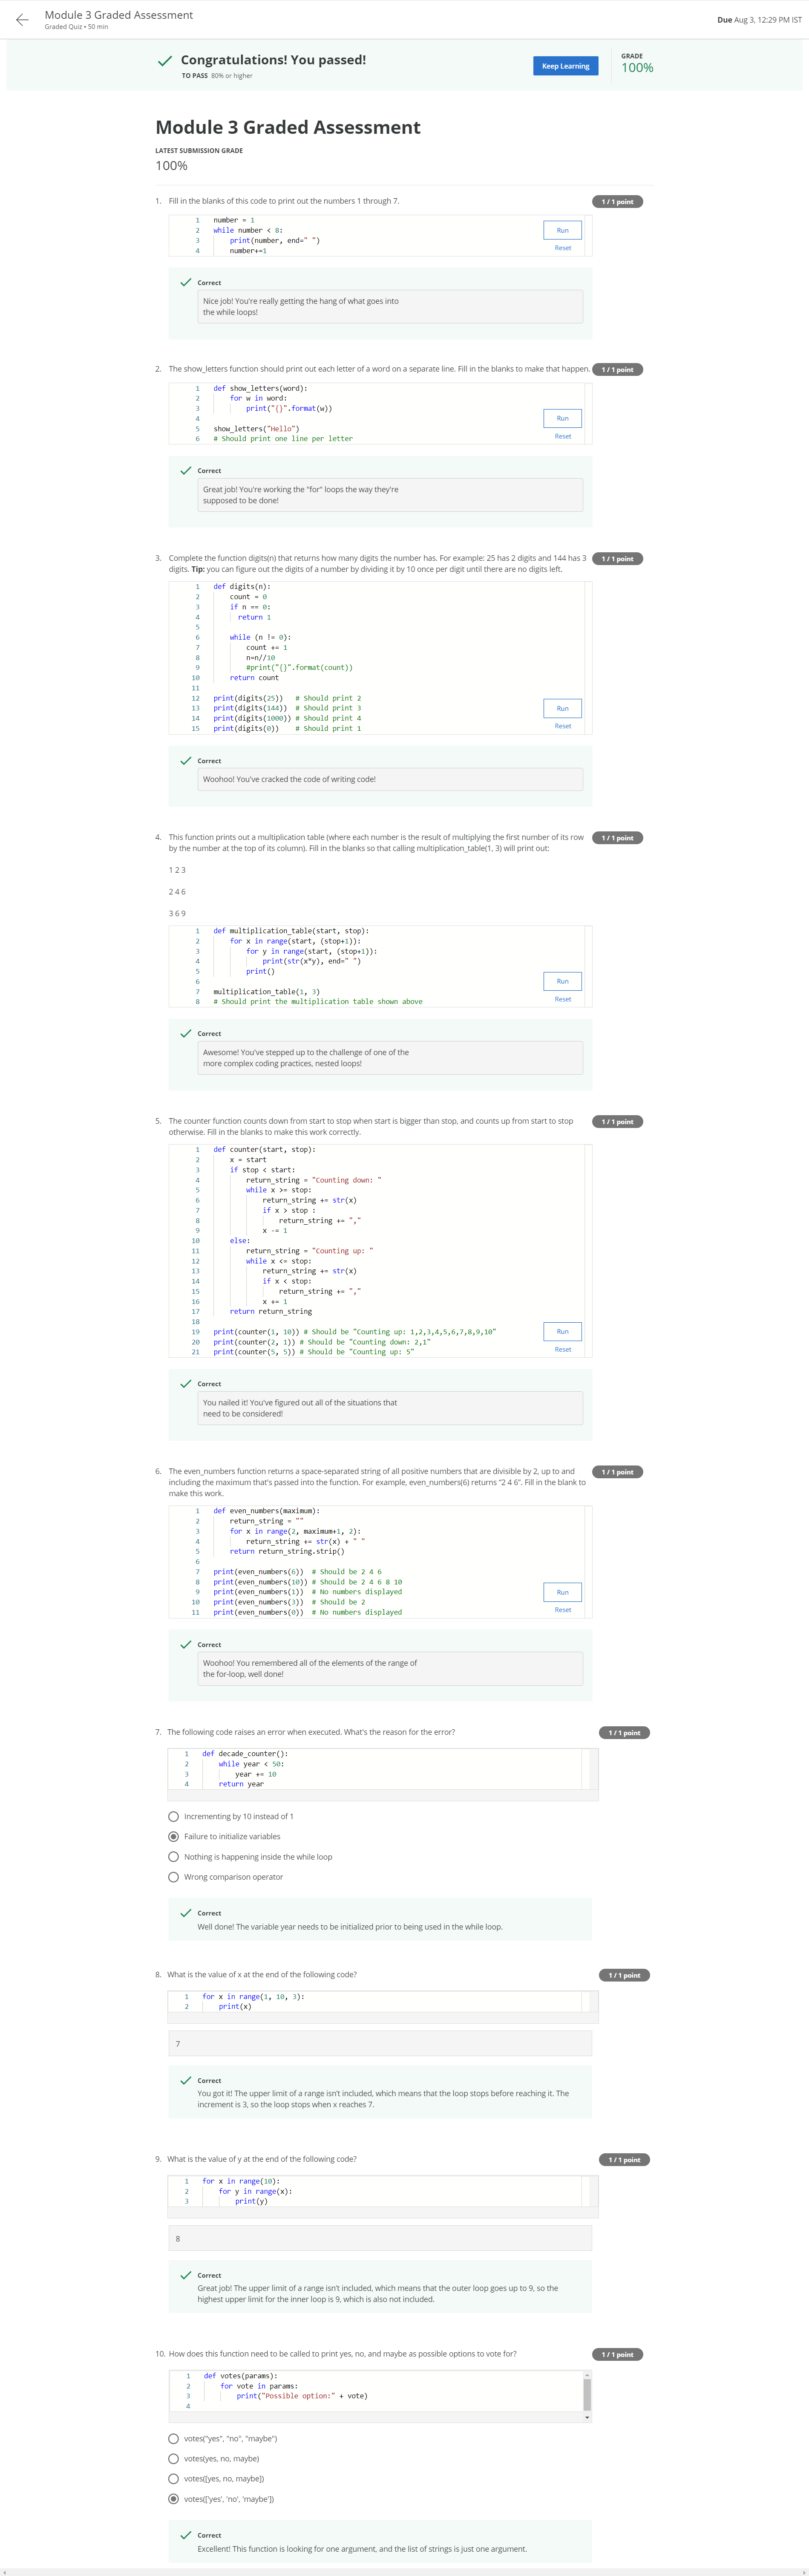 Module 3 Graded Assessment
Graded Quiz • 50 min
Due Aug 3, 12:29 PM IST
Congratulations! You passed!
TO PASS 80% or higher
Keep Learning
GRADE
100%
Module 3 Graded Assessment
LATEST SUBMISSION GRADE
100%
1. Fill in the blanks of this code to print out the numbers 1 through 7.
1 / 1 point
1 number = 1
2 while number < 8:
3     print(number, end=" ")
4     number+=1
Run
Reset
Correct
Nice job! You're really getting the hang of what goes into
the while loops!
2. The show_letters function should print out each letter of a word on a separate line. Fill in the blanks to make that happen.
1 / 1 point
1 def show_letters(word):
2     for w in word:
3         print("{}".format(w))
4
5 show_letters("Hello")
6 # Should print one line per letter
Run
Reset
Correct
Great job! You're working the "for" loops the way they're
supposed to be done!
3. Complete the function digits(n) that returns how many digits the number has. For example: 25 has 2 digits and 144 has 3
digits. Tip: you can figure out the digits of a number by dividing it by 10 once per digit until there are no digits left.
1 / 1 point
1 def digits(n):
2     count = 0
3     if n == 0:
4       return 1
5
6     while (n != 0):
7         count += 1
8         n=n//10
9         #print("{}".format(count))
10     return count
11
12 print(digits(25))   # Should print 2
13 print(digits(144))  # Should print 3
14 print(digits(1000)) # Should print 4
15 print(digits(0))    # Should print 1
Run
Reset
Correct
Woohoo! You've cracked the code of writing code!
4. This function prints out a multiplication table (where each number is the result of multiplying the first number of its row
by the number at the top of its column). Fill in the blanks so that calling multiplication_table(1, 3) will print out:
1 / 1 point
1 2 3
2 4 6
3 6 9
1 def multiplication_table(start, stop):
2     for x in range(start, (stop+1)):
3         for y in range(start, (stop+1)):
4             print(str(x*y), end=" ")
5         print()
6
7 multiplication_table(1, 3)
8 # Should print the multiplication table shown above
Run
Reset
Correct
Awesome! You've stepped up to the challenge of one of the
more complex coding practices, nested loops!
5. The counter function counts down from start to stop when start is bigger than stop, and counts up from start to stop
otherwise. Fill in the blanks to make this work correctly.
1 / 1 point
1 def counter(start, stop):
2     x = start
3     if stop < start:
4         return_string = "Counting down: "
5         while x >= stop:
6             return_string += str(x)
7             if x > stop :
8                 return_string += ","
9             x -= 1
10     else:
11         return_string = "Counting up: "
12         while x <= stop:
13             return_string += str(x)
14             if x < stop:
15                 return_string += ","
16             x += 1
17     return return_string
18
19 print(counter(1, 10)) # Should be "Counting up: 1,2,3,4,5,6,7,8,9,10"
20 print(counter(2, 1)) # Should be "Counting down: 2,1"
21 print(counter(5, 5)) # Should be "Counting up: 5"
Run
Reset
Correct
You nailed it! You've figured out all of the situations that
need to be considered!
6. The even_numbers function returns a space-separated string of all positive numbers that are divisible by 2, up to and
including the maximum that's passed into the function. For example, even_numbers(6) returns “2 4 6”. Fill in the blank to
make this work.
1 / 1 point
1 def even_numbers(maximum):
2     return_string = ""
3     for x in range(2, maximum+1, 2):
4         return_string += str(x) + " "
5     return return_string.strip()
6
7 print(even_numbers(6))  # Should be 2 4 6
8 print(even_numbers(10)) # Should be 2 4 6 8 10
9 print(even_numbers(1))  # No numbers displayed
10 print(even_numbers(3))  # Should be 2
11 print(even_numbers(0))  # No numbers displayed
Run
Reset
Correct
Woohoo! You remembered all of the elements of the range of
the for-loop, well done!
7. The following code raises an error when executed. What's the reason for the error?
1 / 1 point
1 def decade_counter():
2     while year < 50:
3         year += 10
4     return year
Incrementing by 10 instead of 1
Failure to initialize variables
Nothing is happening inside the while loop
Wrong comparison operator
Correct
Well done! The variable year needs to be initialized prior to being used in the while loop.
8. What is the value of x at the end of the following code?
1 / 1 point
1 for x in range(1, 10, 3):
2     print(x)
7
Correct
You got it! The upper limit of a range isn't included, which means that the loop stops before reaching it. The
increment is 3, so the loop stops when x reaches 7.
9. What is the value of y at the end of the following code?
1 / 1 point
1 for x in range(10):
2     for y in range(x):
3         print(y)
8
Correct
Great job! The upper limit of a range isn't included, which means that the outer loop goes up to 9, so the
highest upper limit for the inner loop is 9, which is also not included.
10. How does this function need to be called to print yes, no, and maybe as possible options to vote for?
1 / 1 point
1 def votes(params):
2     for vote in params:
3         print("Possible option:" + vote)
4
votes("yes", "no", "maybe")
votes(yes, no, maybe)
votes([yes, no, maybe])
votes(['yes', 'no', 'maybe'])
Correct
Excellent! This function is looking for one argument, and the list of strings is just one argument.